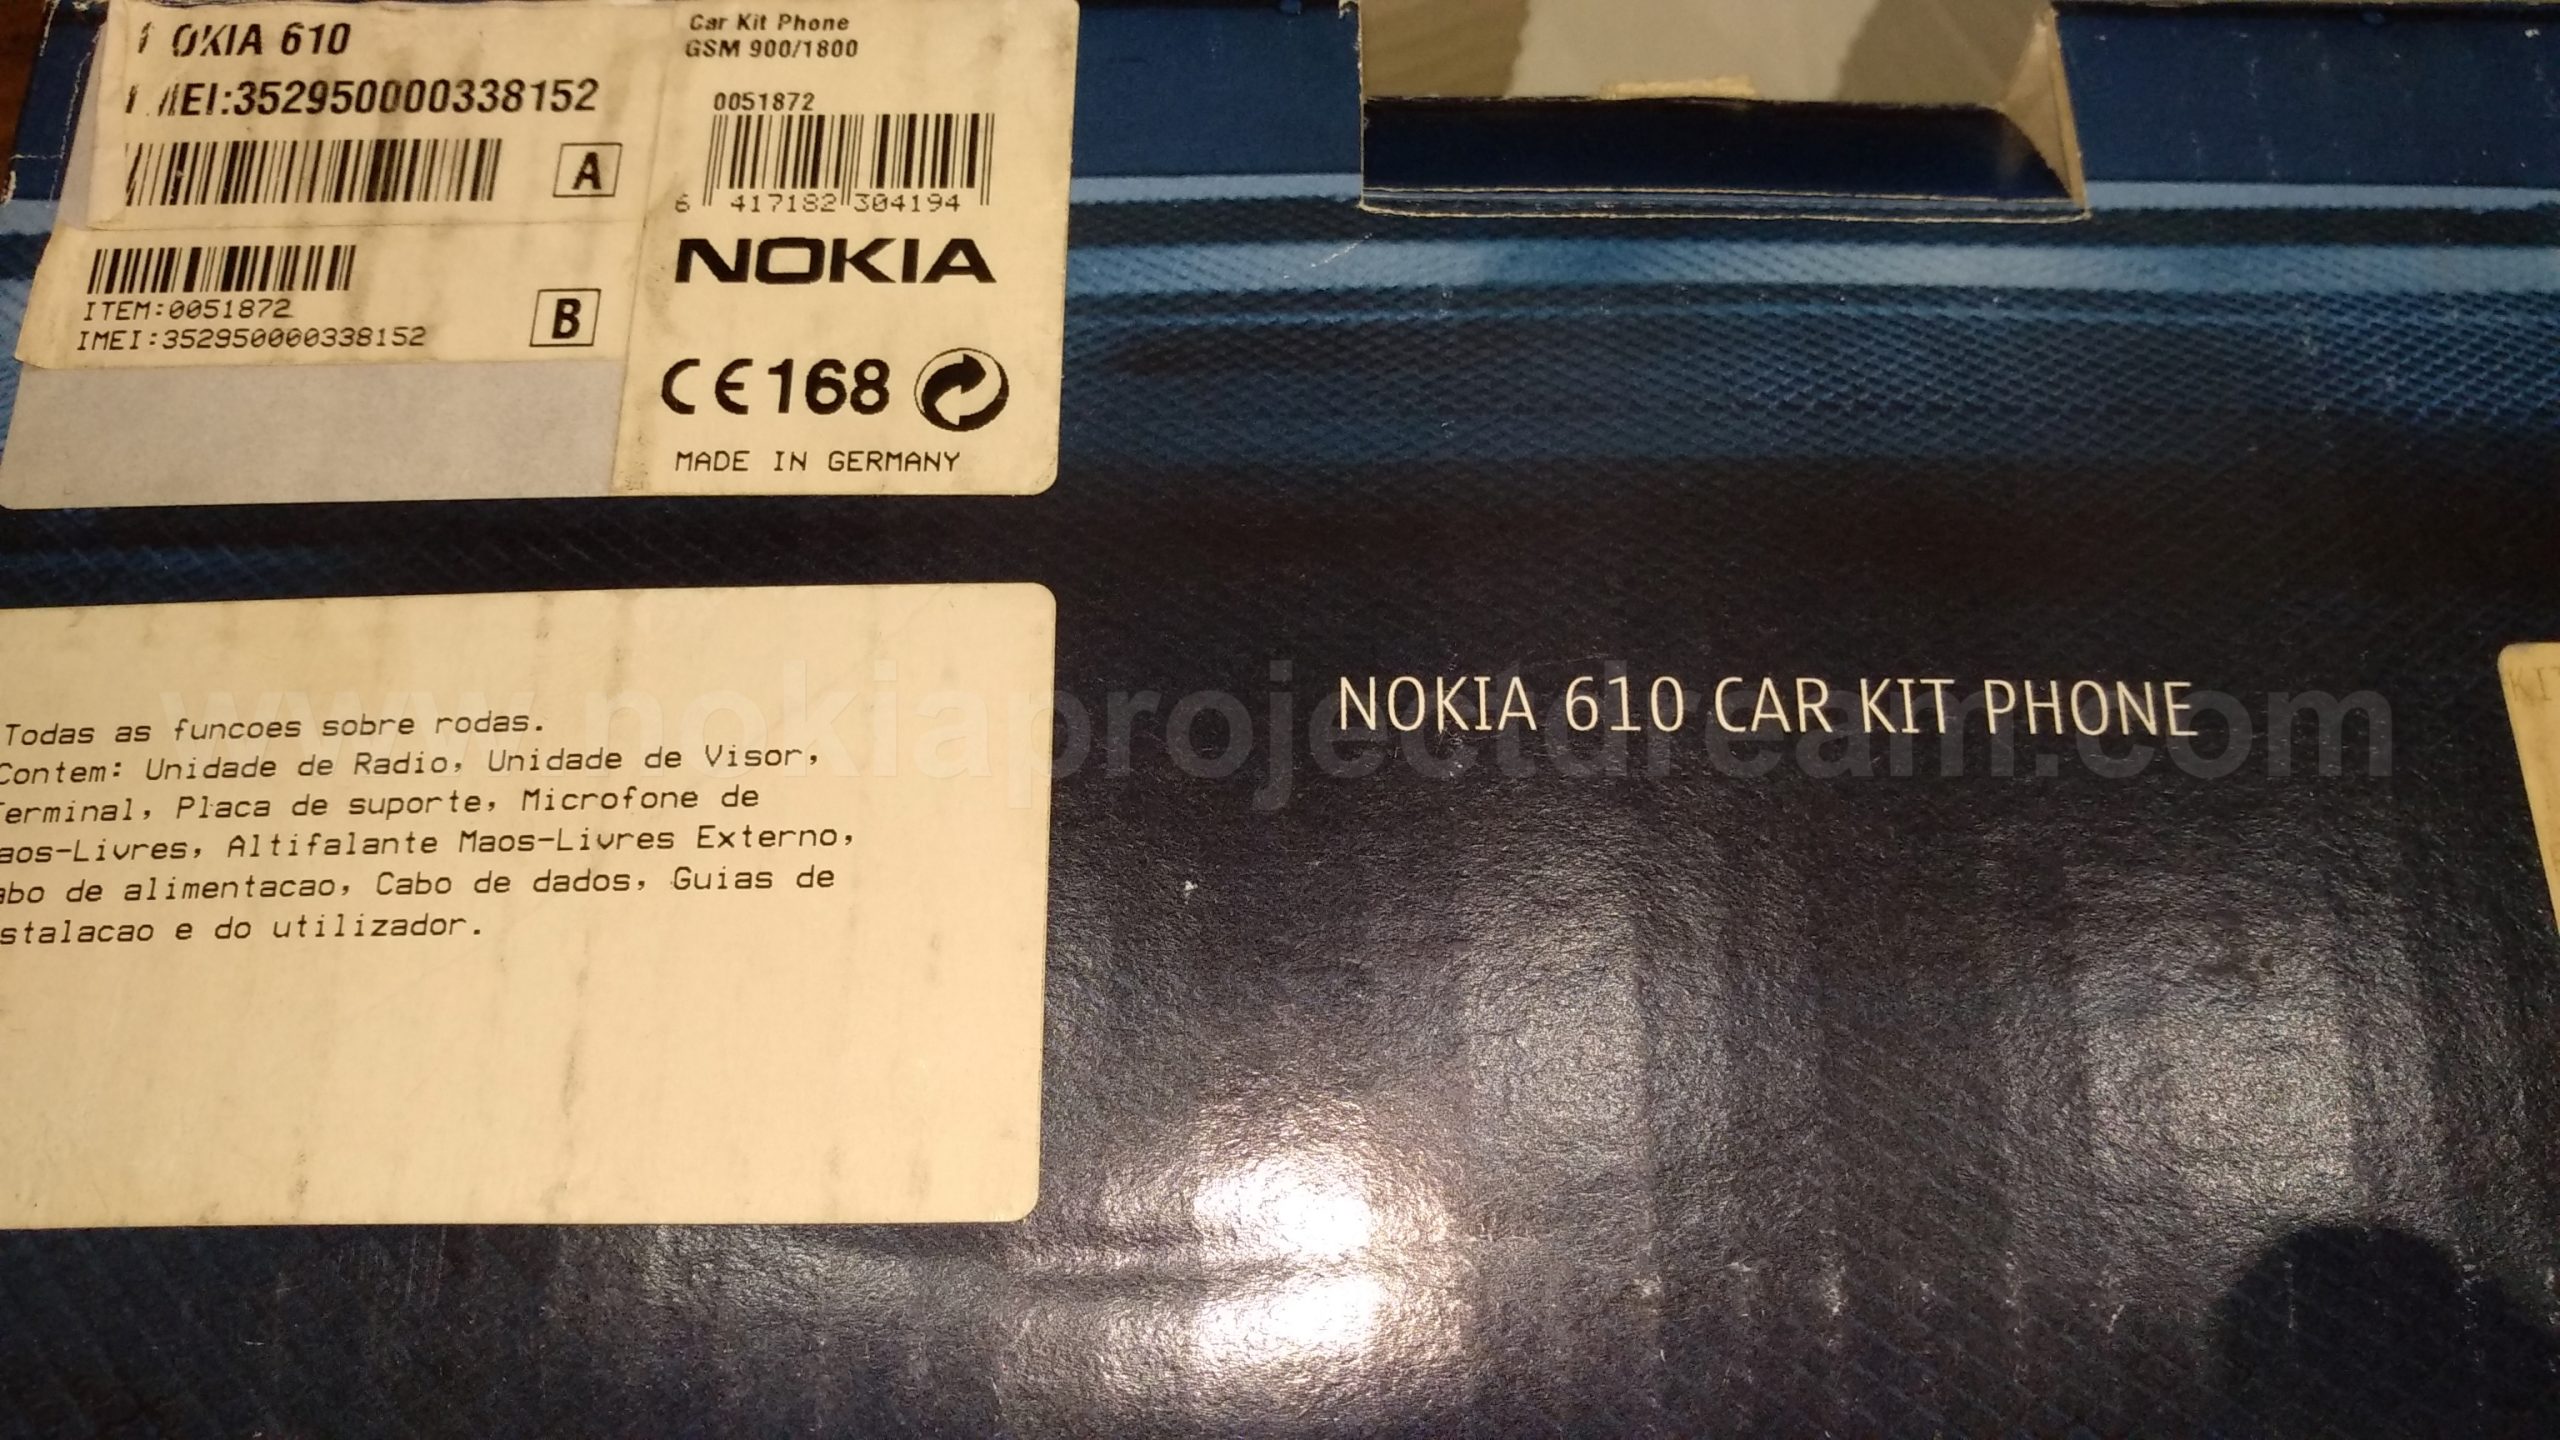 OKIA 610
IMEI:352950000338152
A
ITEM:0051872
IMEI:352950000338152
B
Car Kit Phone
GSM 900/1800
0051872
6 417182 304194
NOKIA
CE168
MADE IN GERMANY
Todas as funcoes sobre rodas.
Contem: Unidade de Radio, Unidade de Visor,
Terminal, Placa de suporte, Microfone de
aos-Livres, Altifalante Maos-Livres Externo,
abo de alimentacao, Cabo de dados, Guias de
stalacao e do utilizador.
NOKIA 610 CAR KIT PHONE
www.nokiaprojectdream.com